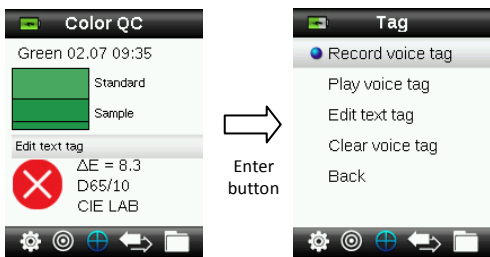 Color QC
Green 02.07 09:35
Standard
Sample
Edit text tag
ΔE = 8.3
D65/10
CIE LAB
Enter
button
Tag
Record voice tag
Play voice tag
Edit text tag
Clear voice tag
Back